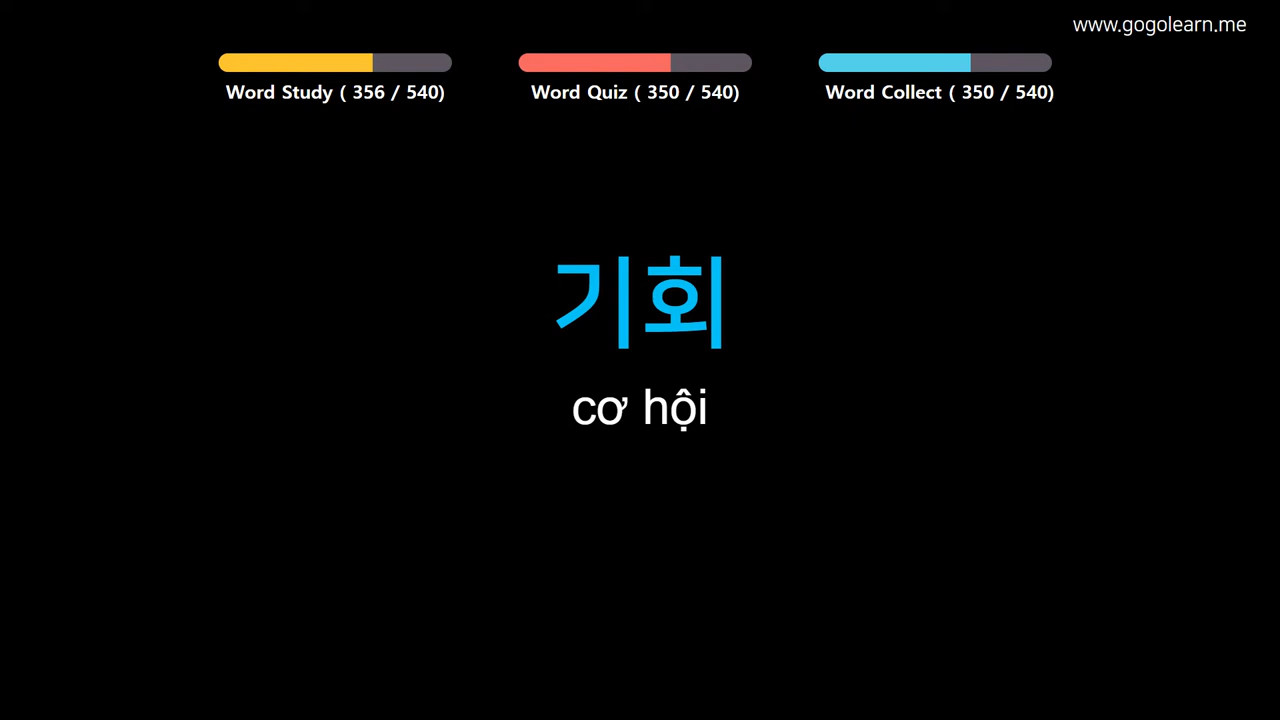 www.gogolearn.me
Word Study ( 356 / 540)
Word Quiz ( 350 / 540)
Word Collect ( 350 / 540)
기회
cơ hội